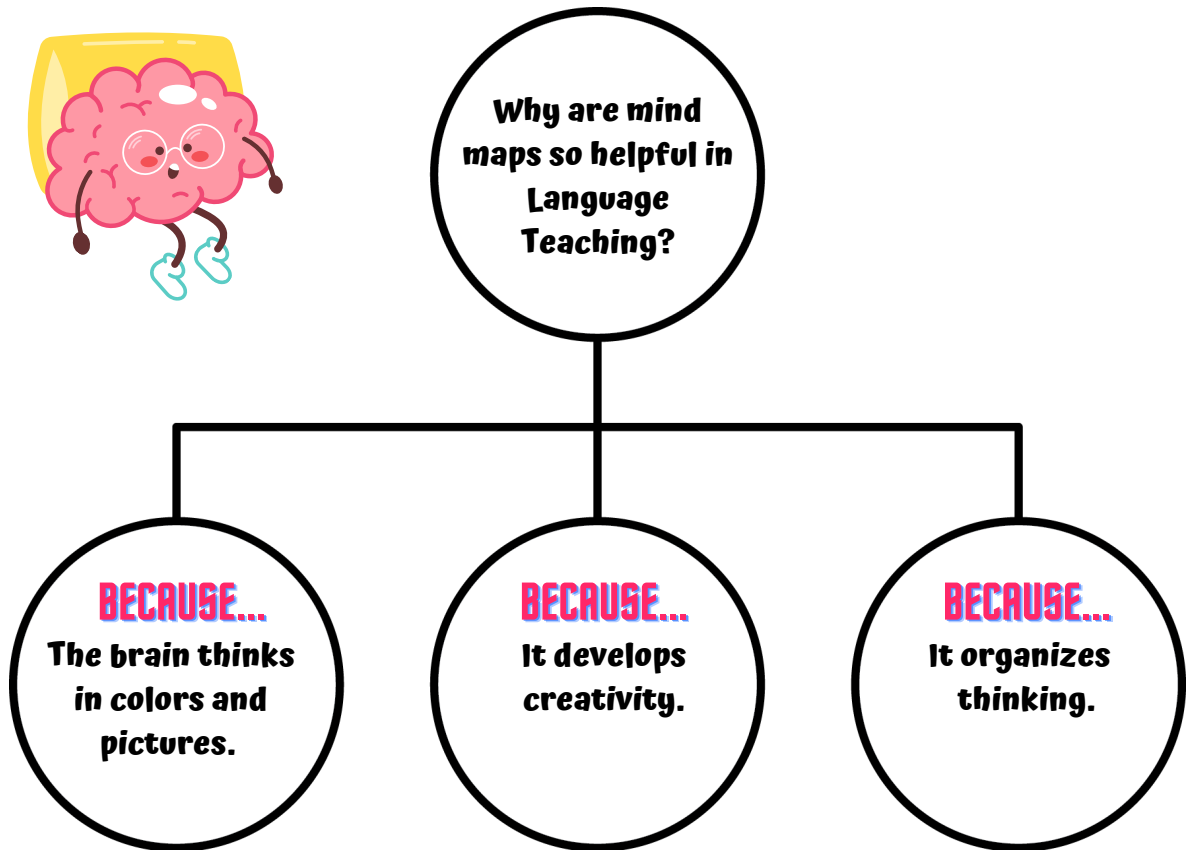 Why are mind
maps so helpful in
Language
Teaching?
BECAUSE...
The brain thinks
in colors and
pictures.
BECAUSE...
It develops
creativity.
BECAUSE...
It organizes
thinking.